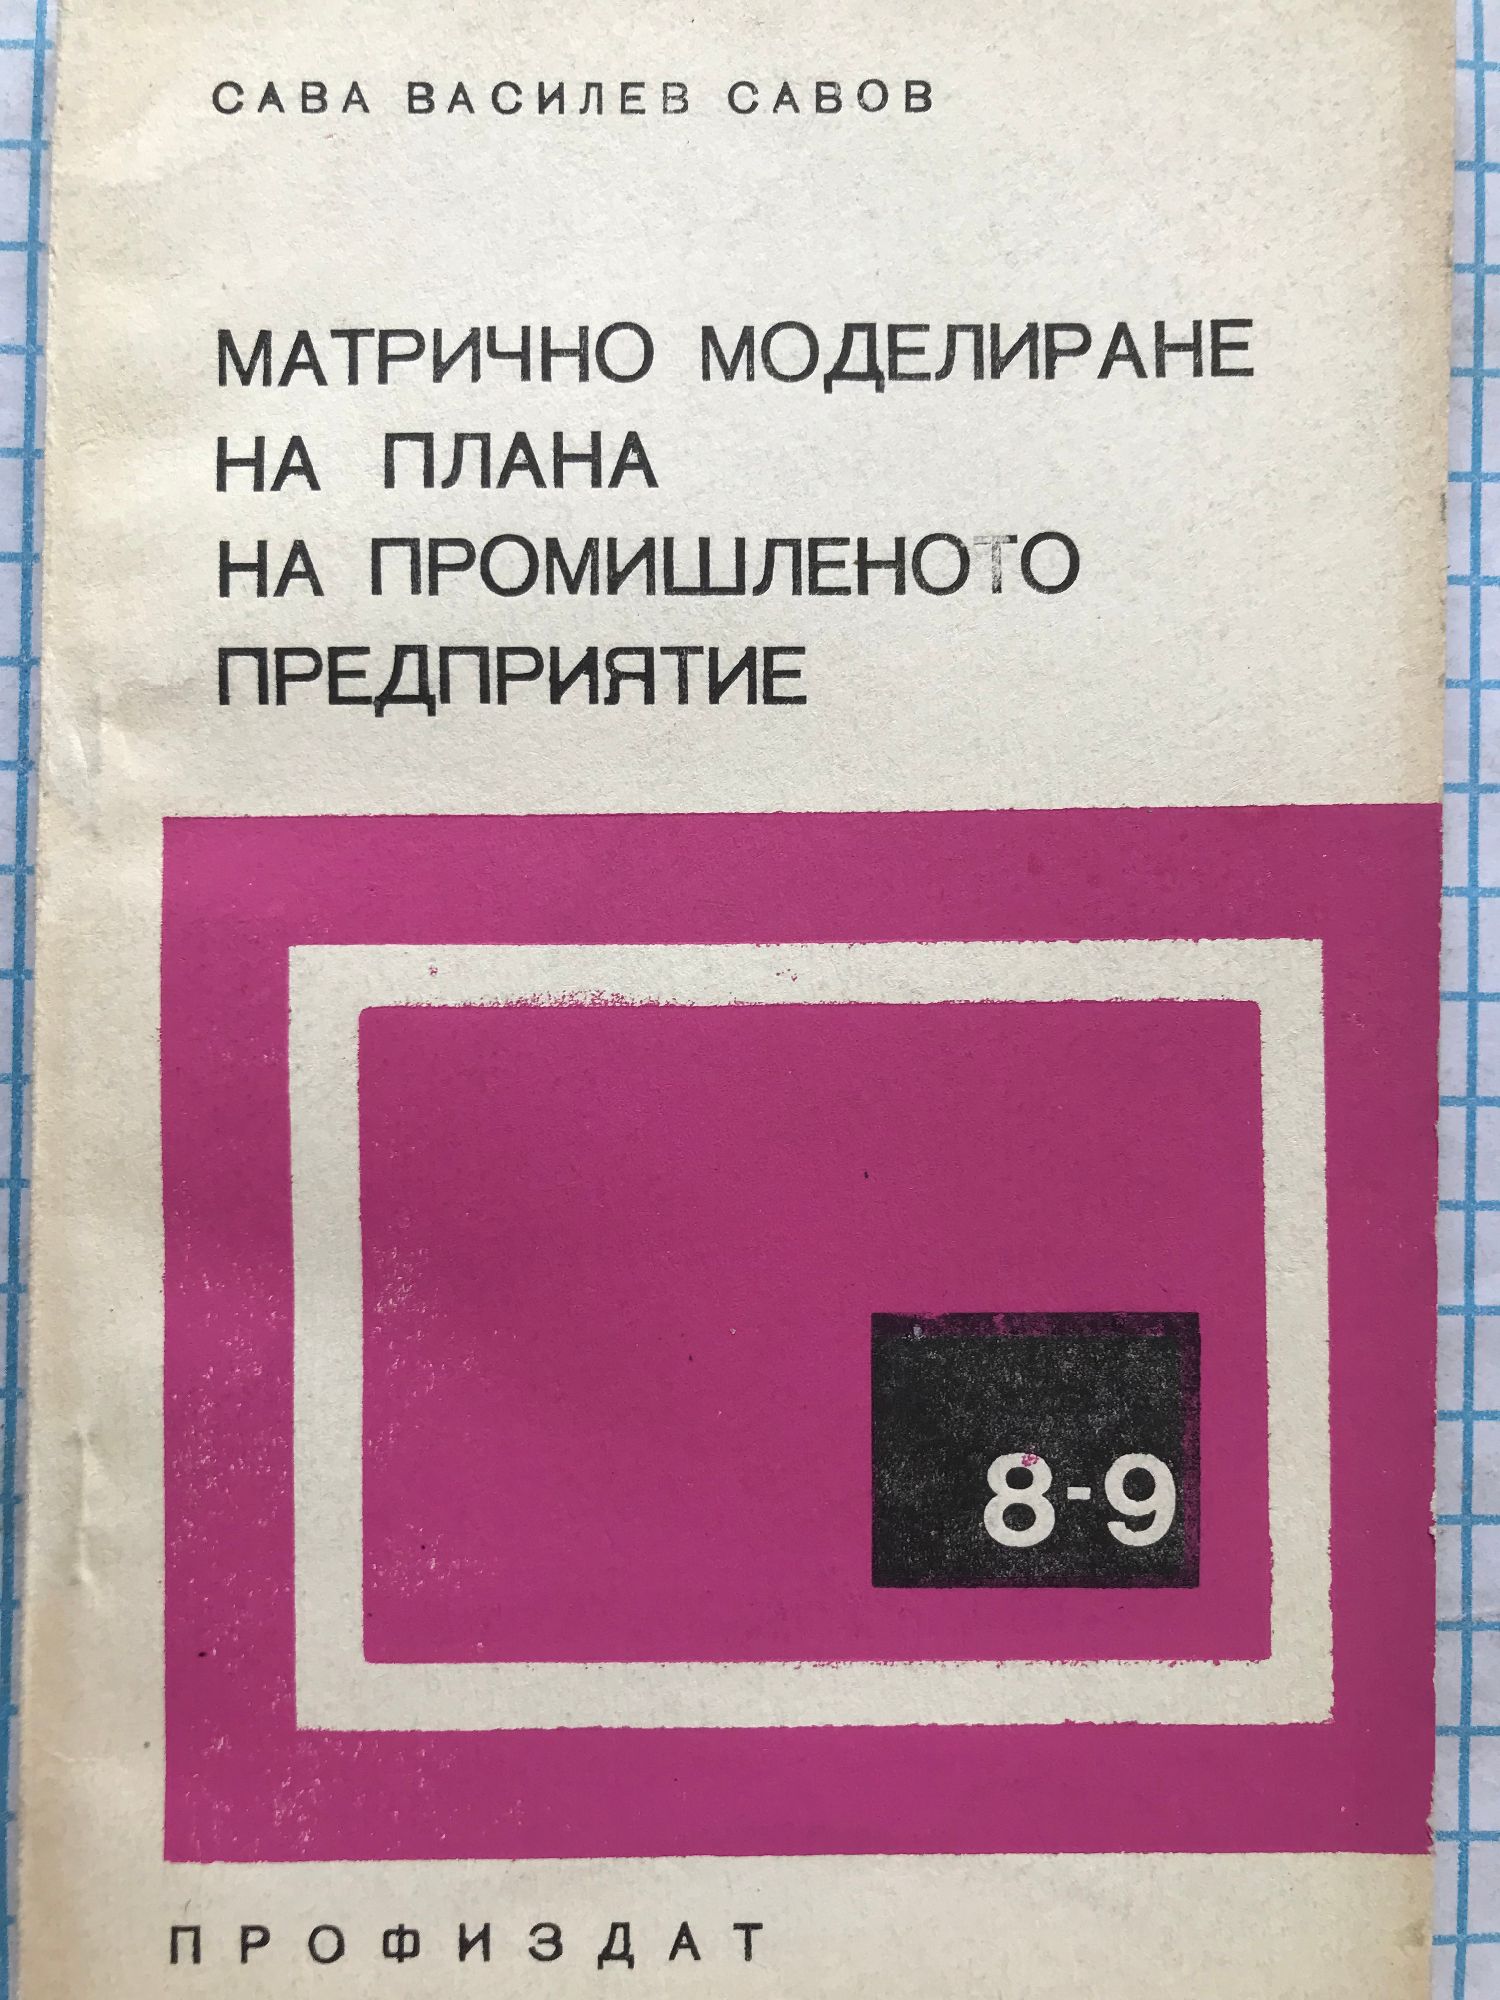 САВА ВАСИЛЕВ САВОВ
МАТРИЧНО МОДЕЛИРАНЕ
НА ПЛАНА
НА ПРОМИШЛЕНОТО
ПРЕДПРИЯТИЕ
8-9
ПРОФИЗДАТ